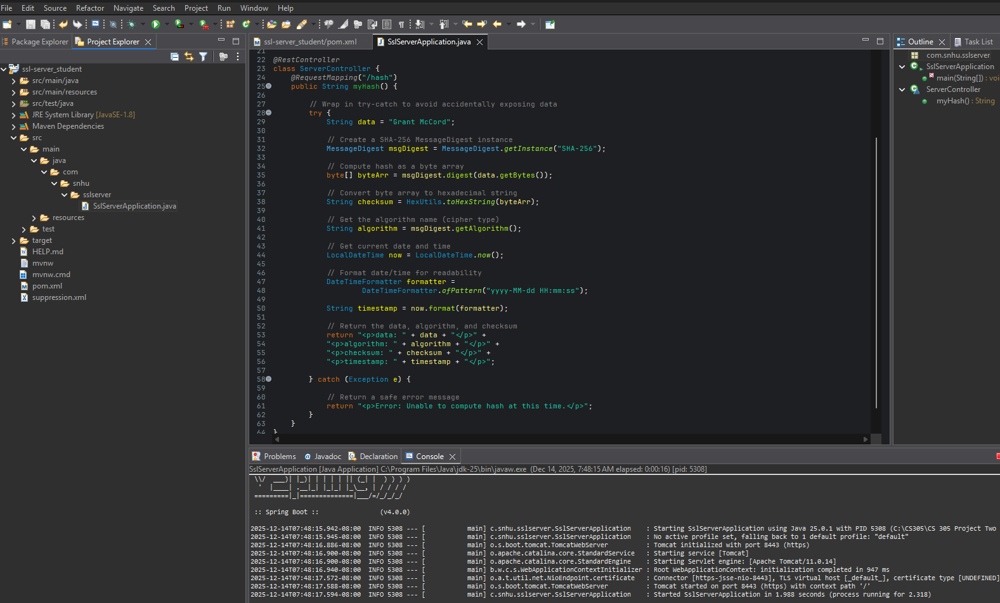 File Edit Source Refactor Navigate Search Project Run Window Help
Package Explorer
Project Explorer
ssl-server_student
src/main/java
src/main/resources
src/test/java
JRE System Library [JavaSE-1.8]
Maven Dependencies
src
main
java
com
snhu
sslserver
SslServerApplication.java
resources
test
target
HELP.md
mvnw
mvnw.cmd
pom.xml
suppression.xml
ssl-server_student/pom.xml
SslServerApplication.java
21
22 @RestController
23 class ServerController {
24     @RequestMapping("/hash")
25     public String myHash() {
26
27         // Wrap in try-catch to avoid accidentally exposing data
28         try {
29             String data = "Grant McCord";
30
31             // Create a SHA-256 MessageDigest instance
32             MessageDigest msgDigest = MessageDigest.getInstance("SHA-256");
33
34             // Compute hash as a byte array
35             byte[] byteArr = msgDigest.digest(data.getBytes());
36
37             // Convert byte array to hexadecimal string
38             String checksum = HexUtils.toHexString(byteArr);
39
40             // Get the algorithm name (cipher type)
41             String algorithm = msgDigest.getAlgorithm();
42
43             // Get current date and time
44             LocalDateTime now = LocalDateTime.now();
45
46             // Format date/time for readability
47             DateTimeFormatter formatter =
48                     DateTimeFormatter.ofPattern("yyyy-MM-dd HH:mm:ss");
49
50             String timestamp = now.format(formatter);
51
52             // Return the data, algorithm, and checksum
53             return "<p>data: " + data + "</p>" +
54             "<p>algorithm: " + algorithm + "</p>" +
55             "<p>checksum: " + checksum + "</p>" +
56             "<p>timestamp: " + timestamp + "</p>";
57
58         } catch (Exception e) {
59
60             // Return a safe error message
61             return "<p>Error: Unable to compute hash at this time.</p>";
62         }
63     }
64 }
Outline
Task List
com.snhu.sslserver
SslServerApplication
main(String[]) : voi
ServerController
myHash() : String
Problems
Javadoc
Declaration
Console
SslServerApplication [Java Application] C:\Program Files\Java\jdk-25\bin\javaw.exe (Dec 14, 2025, 7:48:15 AM elapsed: 0:00:16) [pid: 5308]
 \\/  ___)| |_)| | | | | || (_| |  ) ) ) )
  '  |____| .__|_| |_|_| |_\__, | / / / /
 =========|_|==============|___/=/_/_/_/
 :: Spring Boot ::                (v4.0.0)
2025-12-14T07:48:15.942-08:00  INFO 5308 --- [           main] c.snhu.sslserver.SslServerApplication    : Starting SslServerApplication using Java 25.0.1 with PID 5308 (C:\CS305\CS 305 Project Two
2025-12-14T07:48:15.945-08:00  INFO 5308 --- [           main] c.snhu.sslserver.SslServerApplication    : No active profile set, falling back to 1 default profile: "default"
2025-12-14T07:48:16.886-08:00  INFO 5308 --- [           main] o.s.boot.tomcat.TomcatWebServer          : Tomcat initialized with port 8443 (https)
2025-12-14T07:48:16.900-08:00  INFO 5308 --- [           main] o.apache.catalina.core.StandardService   : Starting service [Tomcat]
2025-12-14T07:48:16.900-08:00  INFO 5308 --- [           main] o.apache.catalina.core.StandardEngine    : Starting Servlet engine: [Apache Tomcat/11.0.14]
2025-12-14T07:48:16.940-08:00  INFO 5308 --- [           main] b.w.c.s.WebApplicationContextInitializer : Root WebApplicationContext: initialization completed in 947 ms
2025-12-14T07:48:17.572-08:00  INFO 5308 --- [           main] o.a.t.util.net.NioEndpoint.certificate   : Connector [https-jsse-nio-8443], TLS virtual host [_default_], certificate type [UNDEFINED]
2025-12-14T07:48:17.588-08:00  INFO 5308 --- [           main] o.s.boot.tomcat.TomcatWebServer          : Tomcat started on port 8443 (https) with context path '/'
2025-12-14T07:48:17.594-08:00  INFO 5308 --- [           main] c.snhu.sslserver.SslServerApplication    : Started SslServerApplication in 1.988 seconds (process running for 2.318)